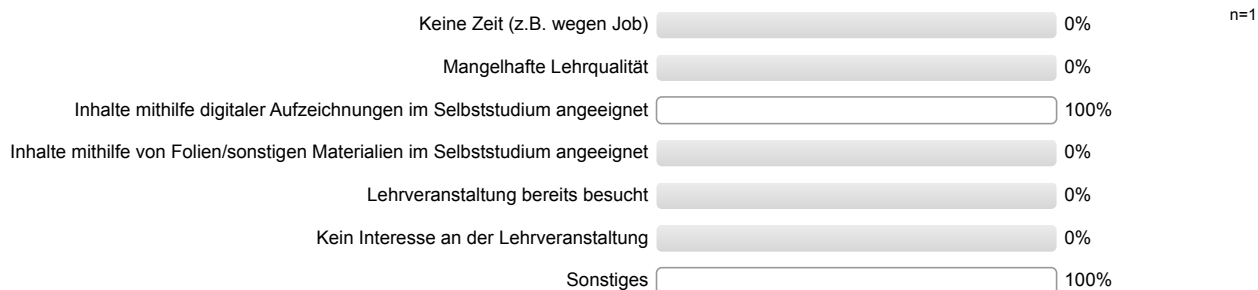 Keine Zeit (z.B. wegen Job) 0% n=1
Mangelhafte Lehrqualität 0%
Inhalte mithilfe digitaler Aufzeichnungen im Selbststudium angeeignet 100%
Inhalte mithilfe von Folien/sonstigen Materialien im Selbststudium angeeignet 0%
Lehrveranstaltung bereits besucht 0%
Kein Interesse an der Lehrveranstaltung 0%
Sonstiges 100%